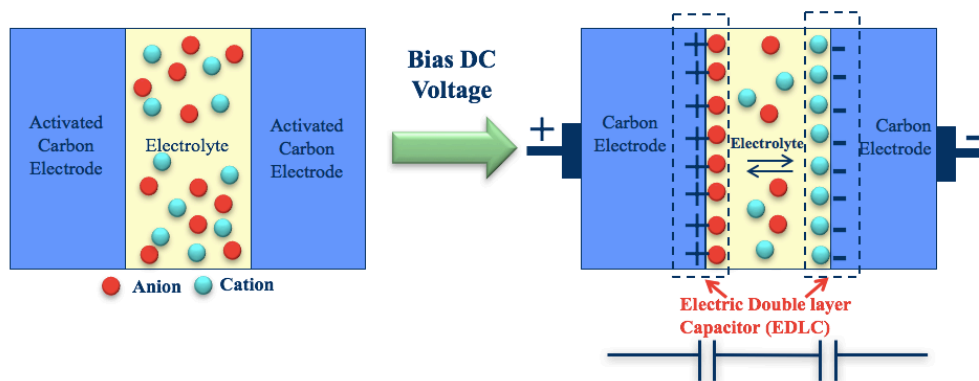 Activated
Carbon
Electrode
Electrolyte
Activated
Carbon
Electrode
Anion
Cation
Bias DC
Voltage
+
Carbon
Electrode
+
+
+
+
+
+
+
+
Electrolyte
Carbon
Electrode
-
-
-
-
-
-
-
-
-
-
Electric Double layer
Capacitor (EDLC)